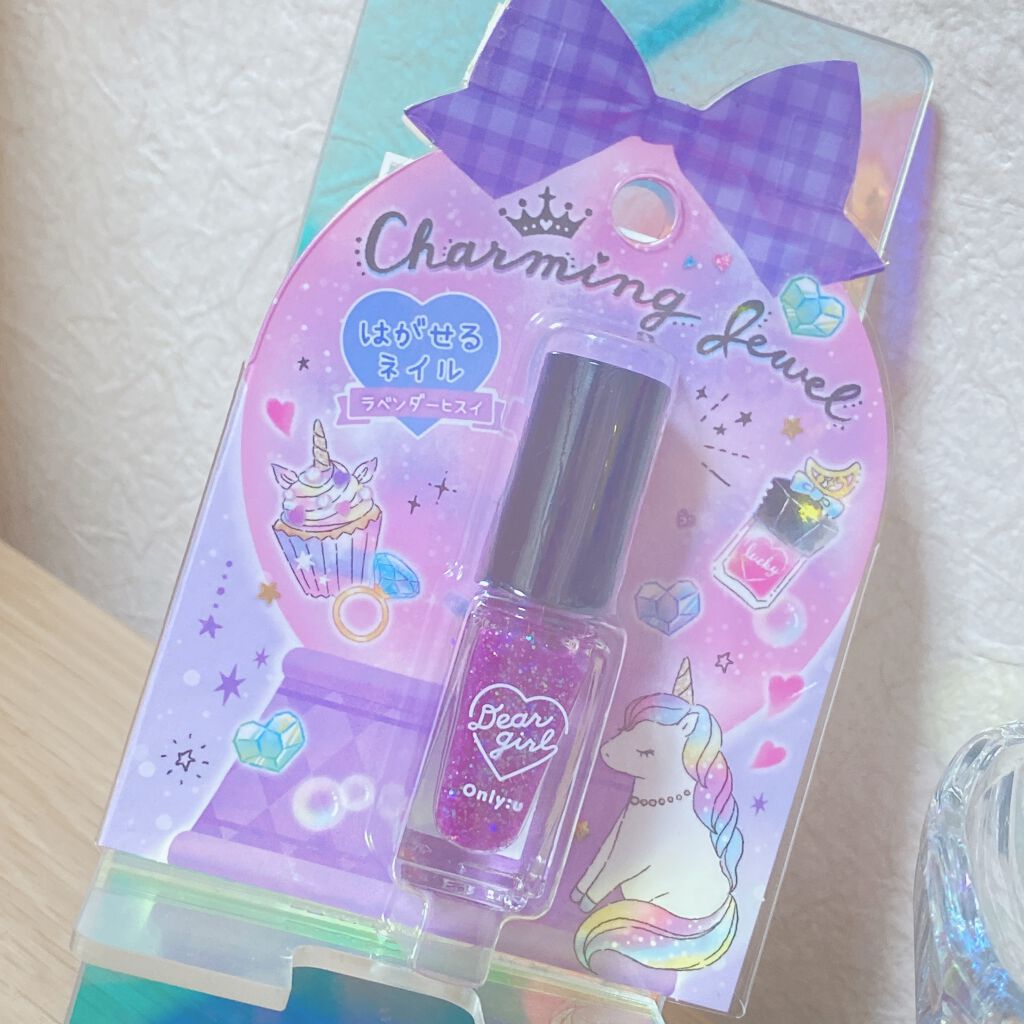 Charming Jewel
はがせる
ネイル
ラベンダーヒスイ
lucky
Dear
girl
Only:u